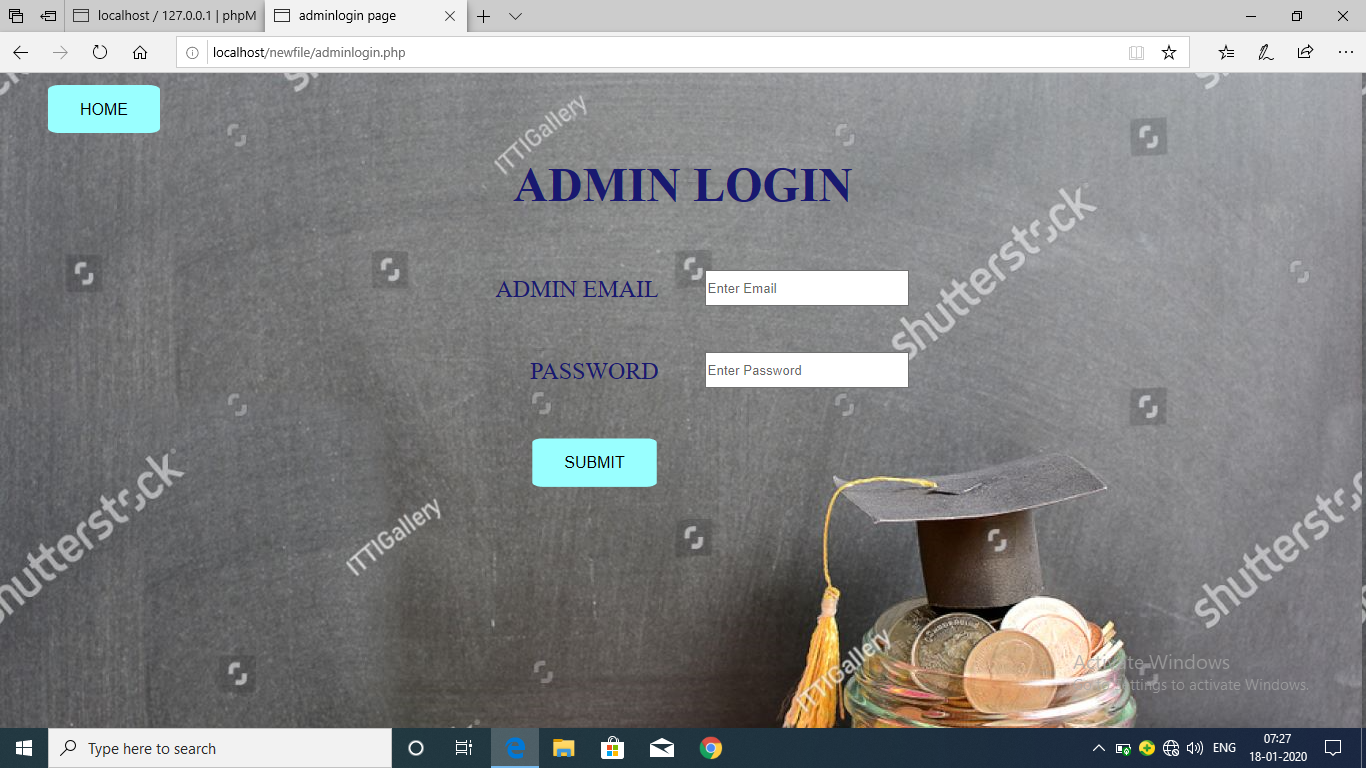 localhost / 127.0.0.1 | phpM
adminlogin page
localhost/newfile/adminlogin.php
HOME
ITTIGallery
ADMIN LOGIN
shutterstock
ADMIN EMAIL
Enter Email
PASSWORD
Enter Password
SUBMIT
shutterstock
ITTIGallery
shutterstock
ITTIGallery
Activate Windows
Go to Settings to activate Windows.
Type here to search
ENG
07:27
18-01-2020